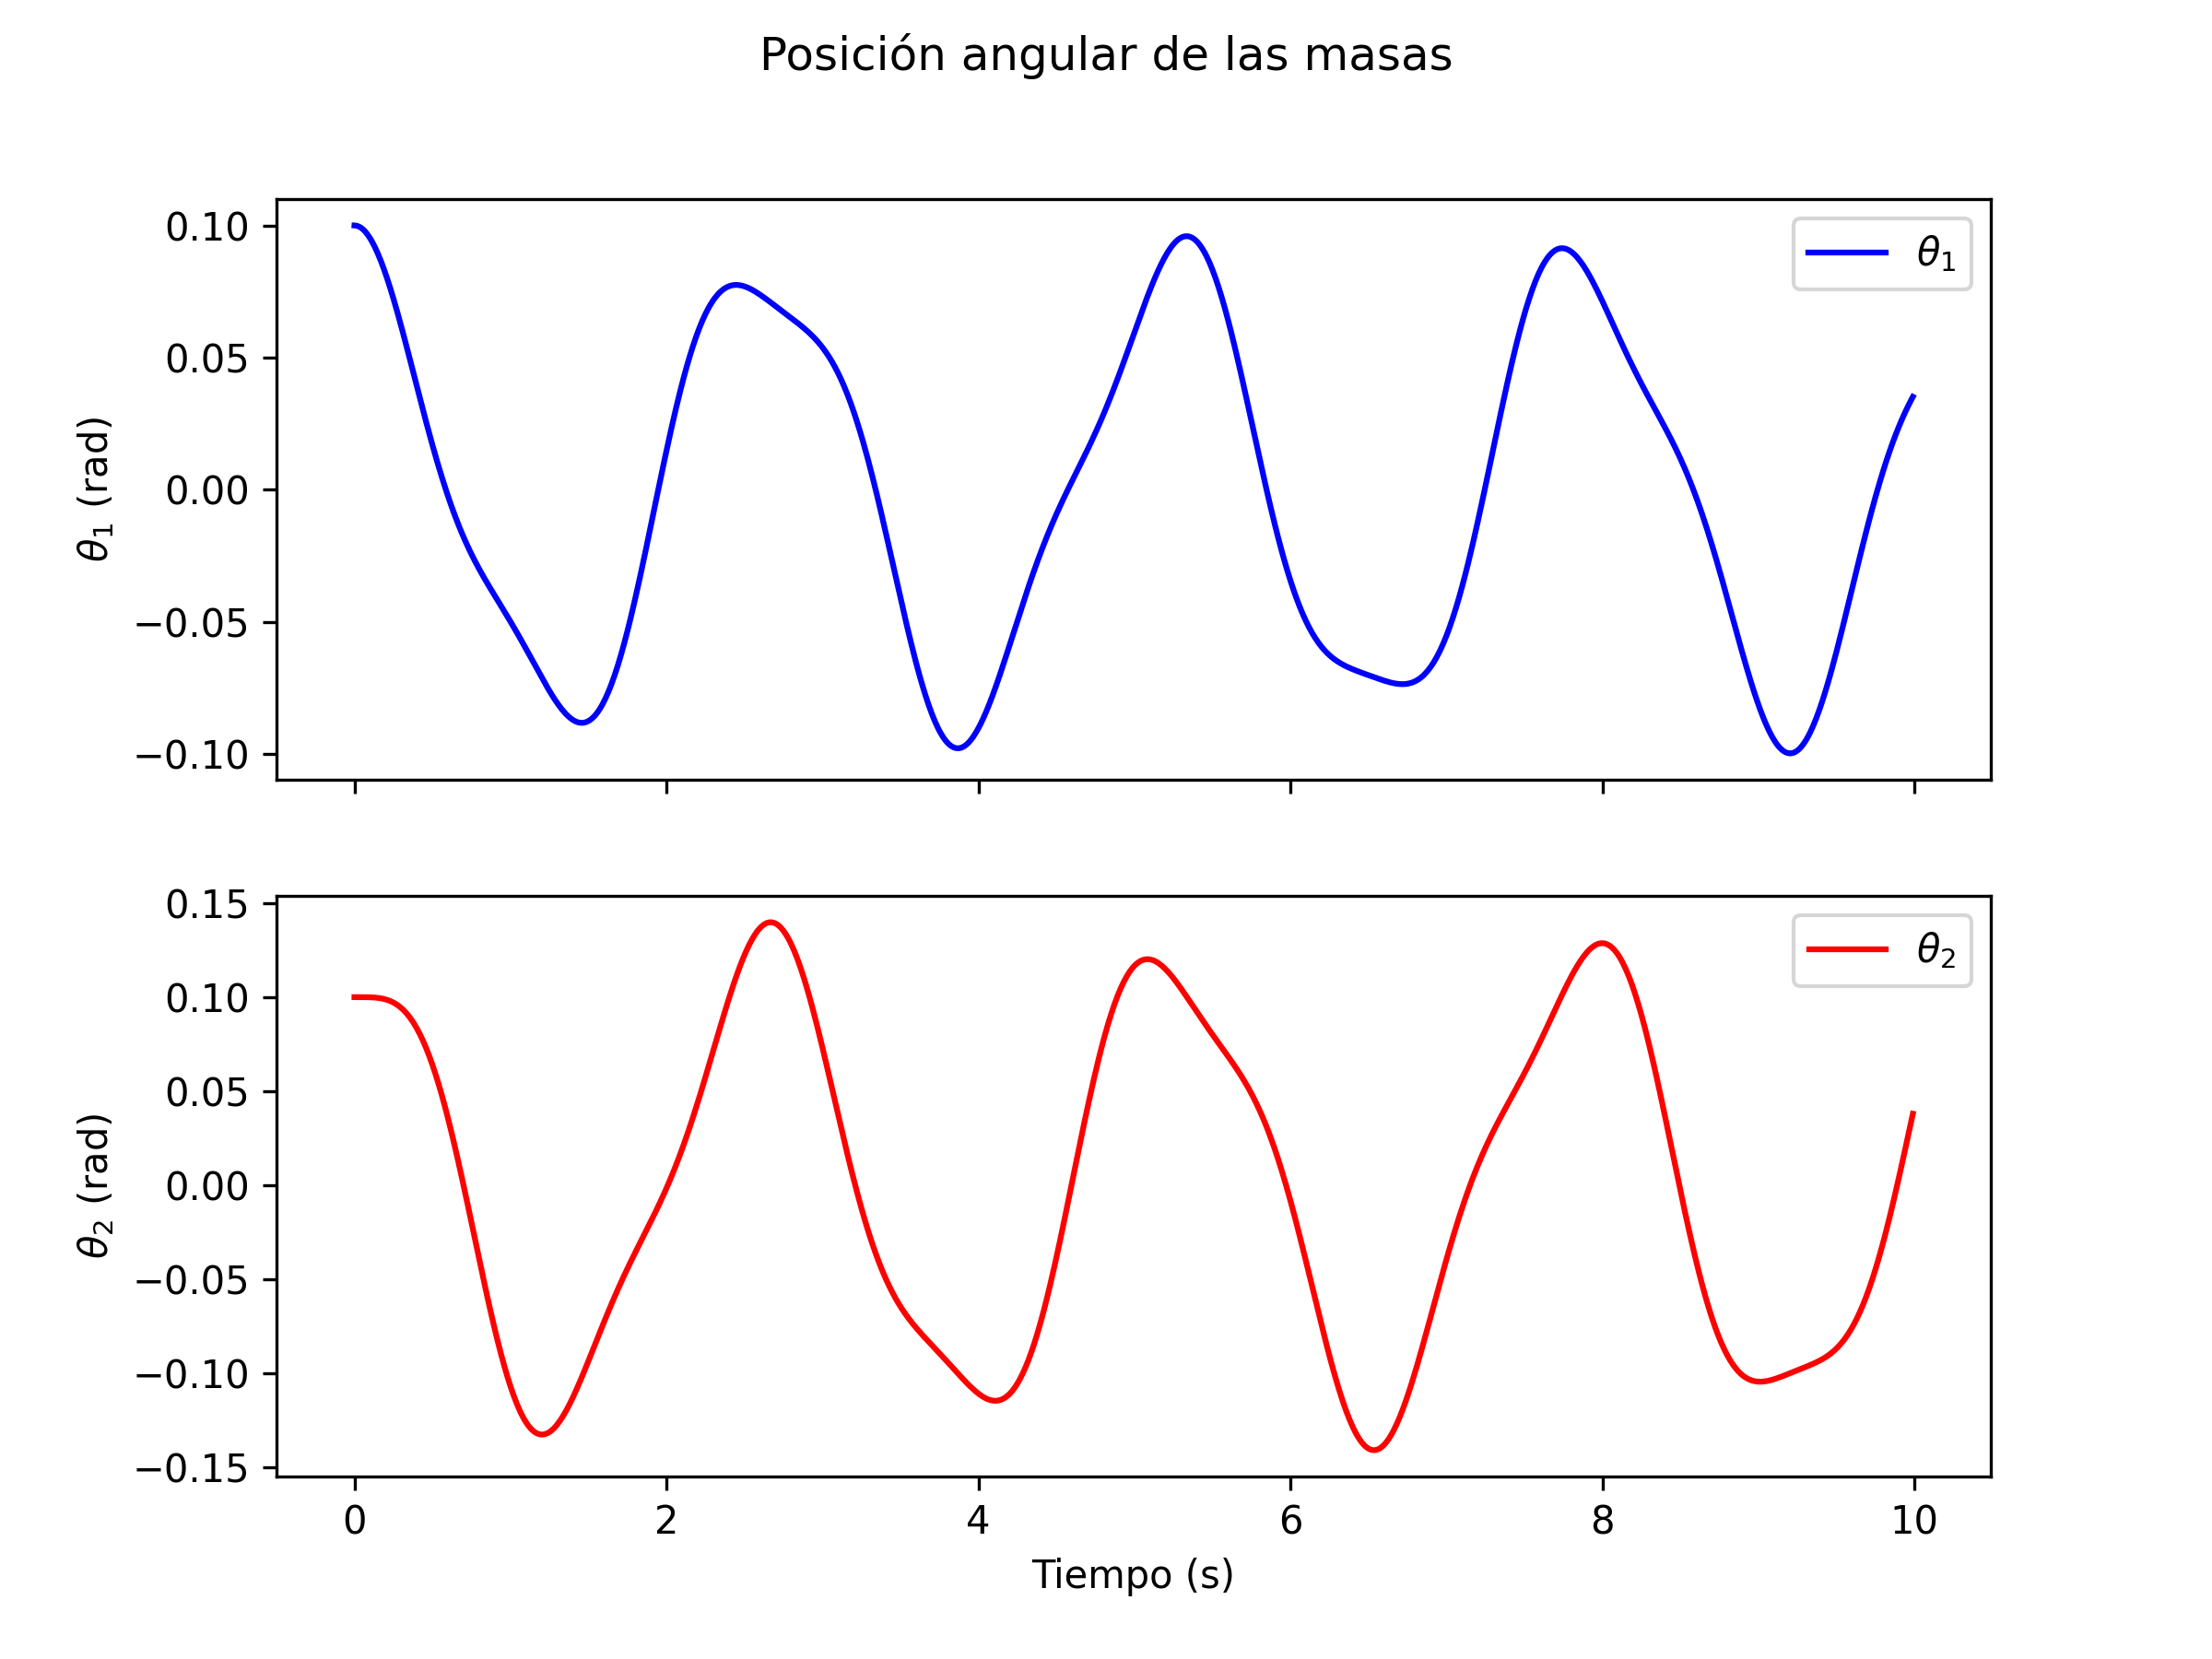 Posición angular de las masas
0.10
0.05
0.00
−0.05
−0.10
θ₁ (rad)
θ₁
0.15
0.10
0.05
0.00
−0.05
−0.10
−0.15
θ₂ (rad)
θ₂
0 2 4 6 8 10
Tiempo (s)